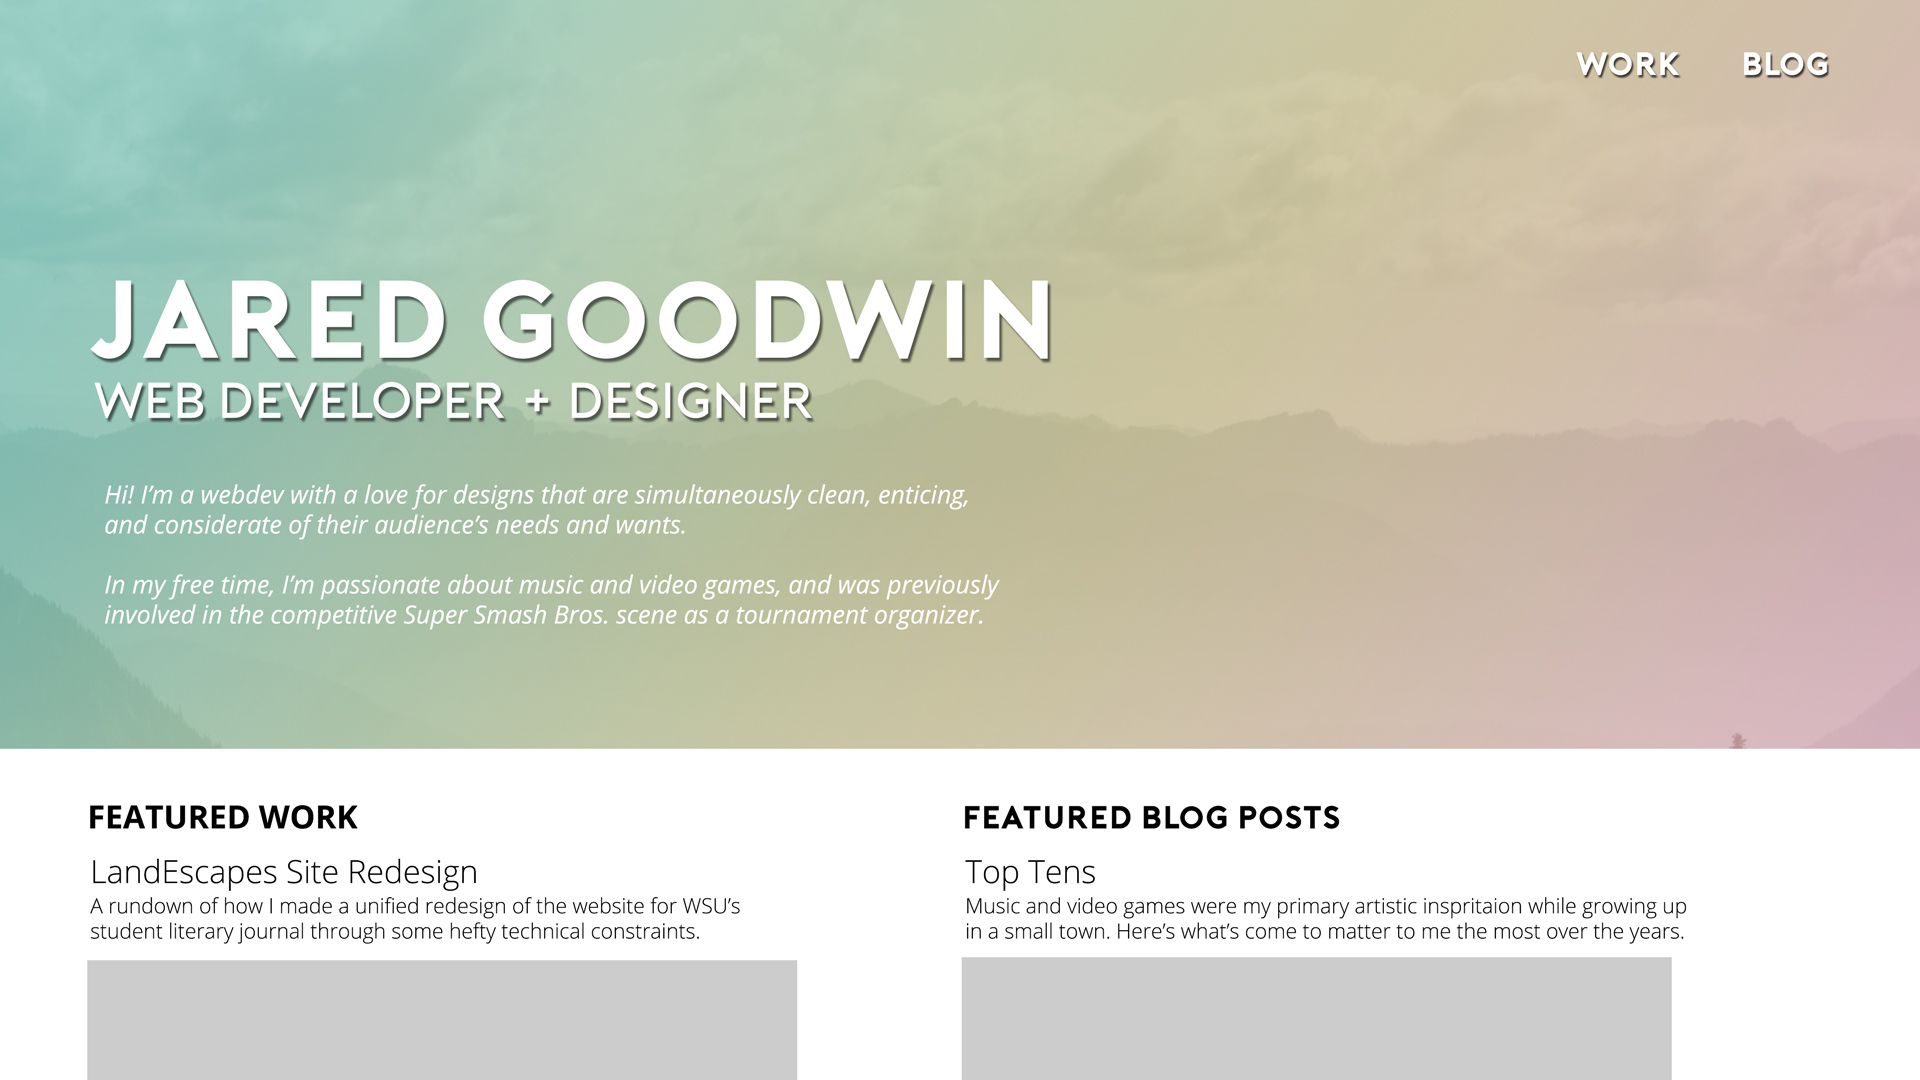 WORK BLOG
JARED GOODWIN
WEB DEVELOPER + DESIGNER
Hi! I’m a webdev with a love for designs that are simultaneously clean, enticing,
and considerate of their audience’s needs and wants.
In my free time, I’m passionate about music and video games, and was previously
involved in the competitive Super Smash Bros. scene as a tournament organizer.
FEATURED WORK
LandEscapes Site Redesign
A rundown of how I made a unified redesign of the website for WSU’s
student literary journal through some hefty technical constraints.
FEATURED BLOG POSTS
Top Tens
Music and video games were my primary artistic inspritaion while growing up
in a small town. Here’s what’s come to matter to me the most over the years.